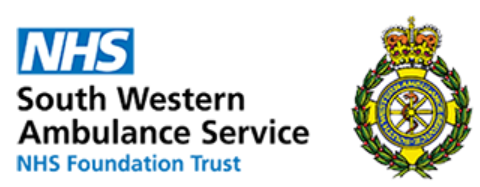 NHS
South Western
Ambulance Service
NHS Foundation Trust